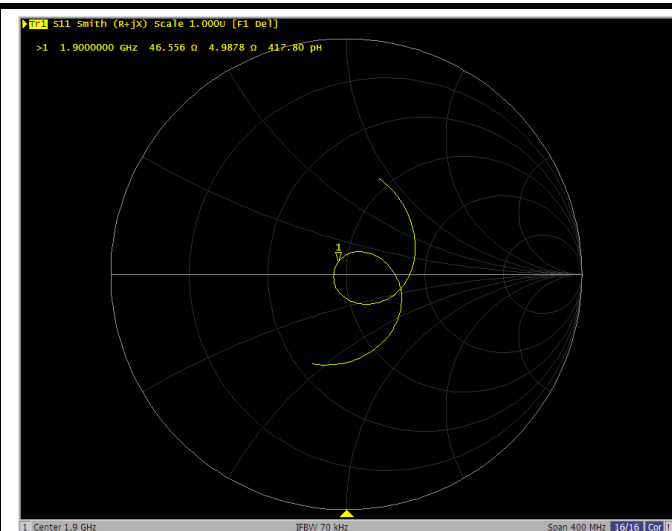 Tr1 S11 Smith (R+jX) Scale 1.000U [F1 Del]
>1 1.9000000 GHz 46.556 Ω 4.9878 Ω 417.80 pH
1
1 Center 1.9 GHz IFBW 70 kHz Span 400 MHz 16/16 Cor